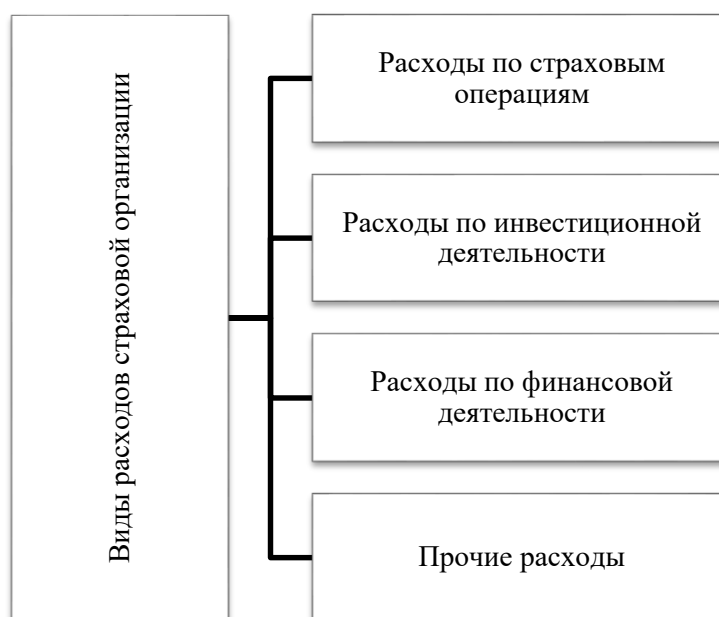 Виды расходов страховой организации
Расходы по страховым
операциям
Расходы по инвестиционной
деятельности
Расходы по финансовой
деятельности
Прочие расходы